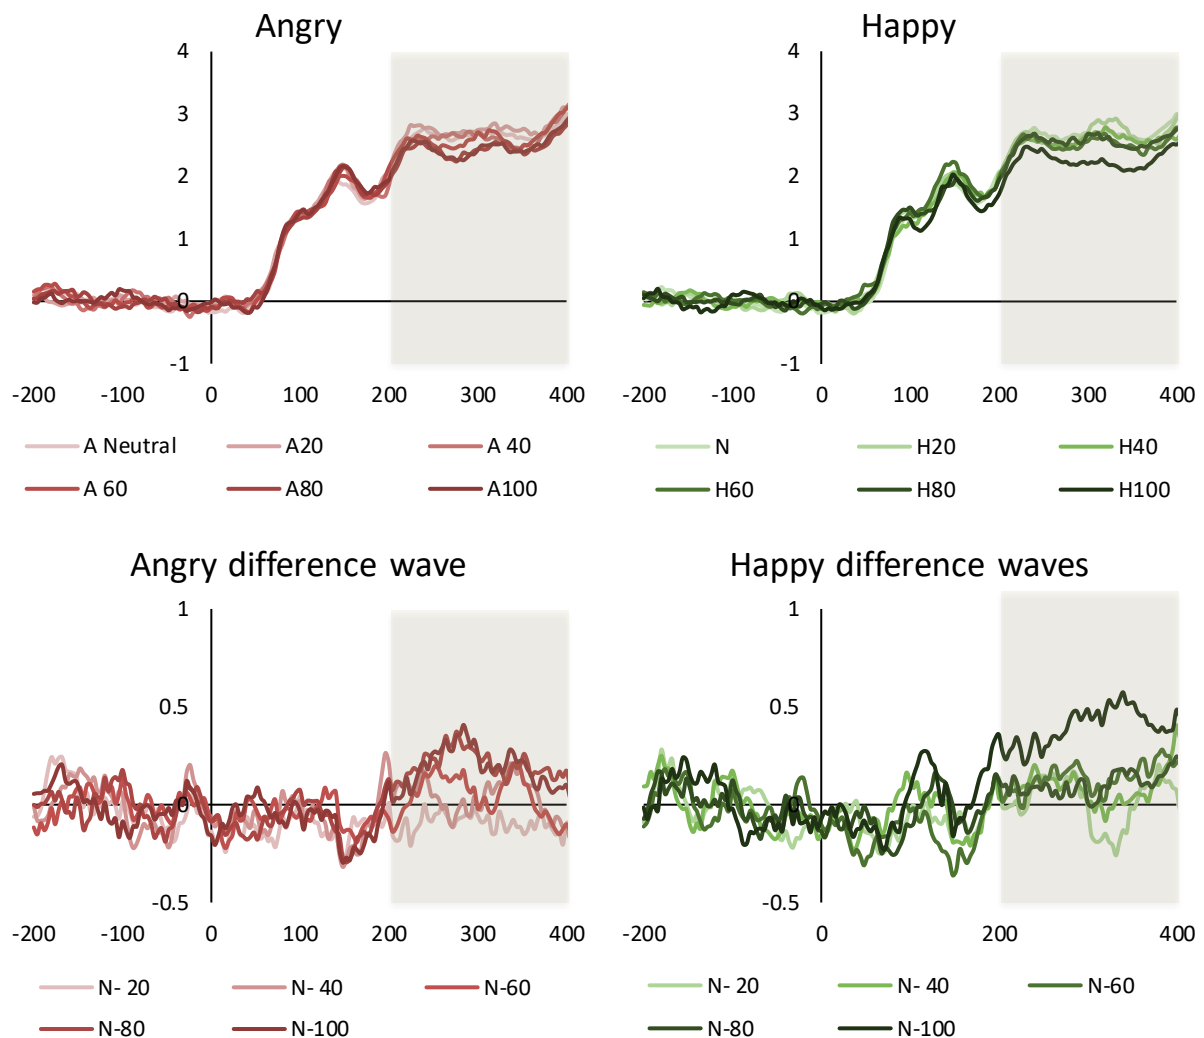 Angry
Happy
4
3
2
1
0
-1
-200 -100 0 100 200 300 400
4
3
2
1
0
-1
-200 -100 0 100 200 300 400
A Neutral A20 A 40
A 60 A80 A100
N H20 H40
H60 H80 H100
Angry difference wave
Happy difference waves
1
0.5
0
-0.5
-200 -100 0 100 200 300 400
1
0.5
0
-0.5
-200 0 200 400
N- 20 N- 40 N-60
N-80 N-100
N- 20 N- 40 N-60
N-80 N-100